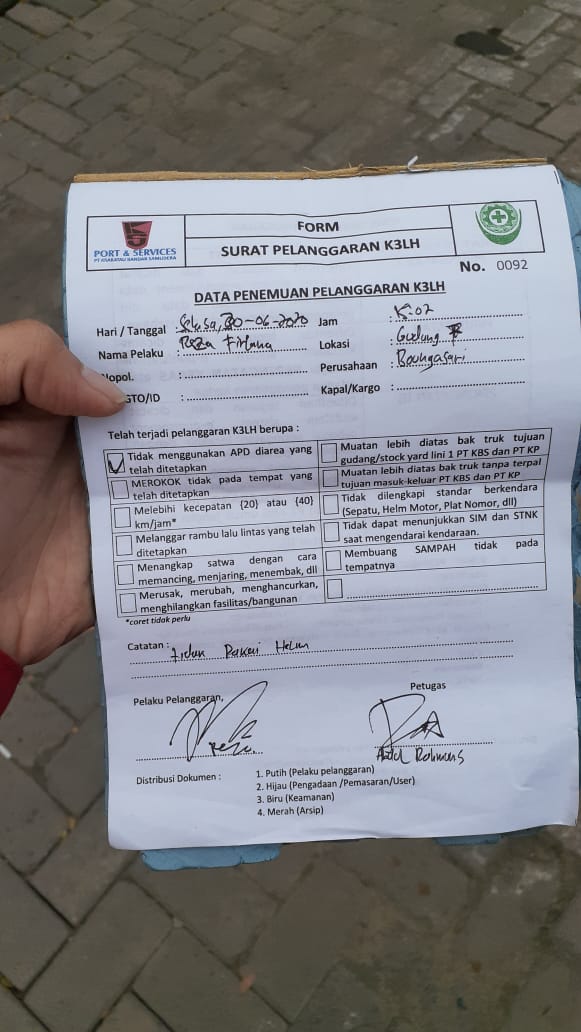 PORT & SERVICES
PT KRAKATAU BANDAR SAMUDERA
FORM
SURAT PELANGGARAN K3LH
No. 0092
DATA PENEMUAN PELANGGARAN K3LH
Hari / Tanggal : Selasa, 30-06-2020 Jam :
Nama Pelaku : Reza Lokasi : Gudang
Nopol. : Perusahaan :
GTO/ID : Kapal/Kargo :
Telah terjadi pelanggaran K3LH berupa :
Tidak menggunakan APD diarea yang telah ditetapkan
Muatan lebih diatas bak truk tujuan gudang/stock yard lini 1 PT KBS dan PT KP
MEROKOK tidak pada tempat yang telah ditetapkan
Muatan lebih diatas bak truk tanpa terpal tujuan masuk-keluar PT KBS dan PT KP
Melebihi kecepatan {20} atau {40} km/jam*
Tidak dilengkapi standar berkendara (Sepatu, Helm Motor, Plat Nomor, dll)
Melanggar rambu lalu lintas yang telah ditetapkan
Tidak dapat menunjukkan SIM dan STNK saat mengendarai kendaraan.
Menangkap satwa dengan cara memancing, menjaring, menembak, dll
Membuang SAMPAH tidak pada tempatnya
Merusak, merubah, menghancurkan, menghilangkan fasilitas/bangunan
*coret tidak perlu
Catatan : tidak Pakai Helm
Pelaku Pelanggaran, Petugas
Distribusi Dokumen : 1. Putih (Pelaku pelanggaran)
2. Hijau (Pengadaan /Pemasaran/User)
3. Biru (Keamanan)
4. Merah (Arsip)